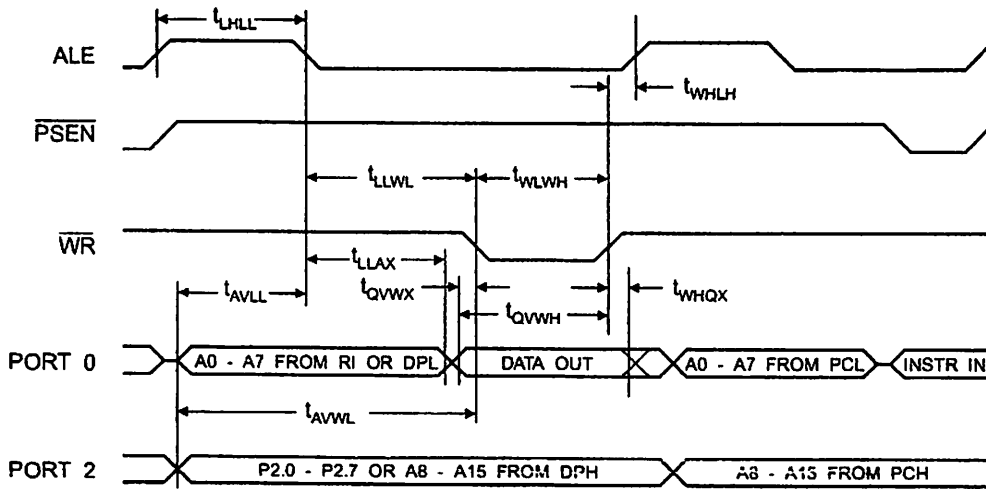 tLHLL
ALE
tWHLH
PSEN
tLLWL
tWLWH
WR
tLLAX
tAVLL
tQVWX
tWHQX
tQVWH
PORT 0
A0 - A7 FROM RI OR DPL
DATA OUT
A0 - A7 FROM PCL
INSTR IN
tAVWL
PORT 2
P2.0 - P2.7 OR A8 - A15 FROM DPH
A8 - A15 FROM PCH